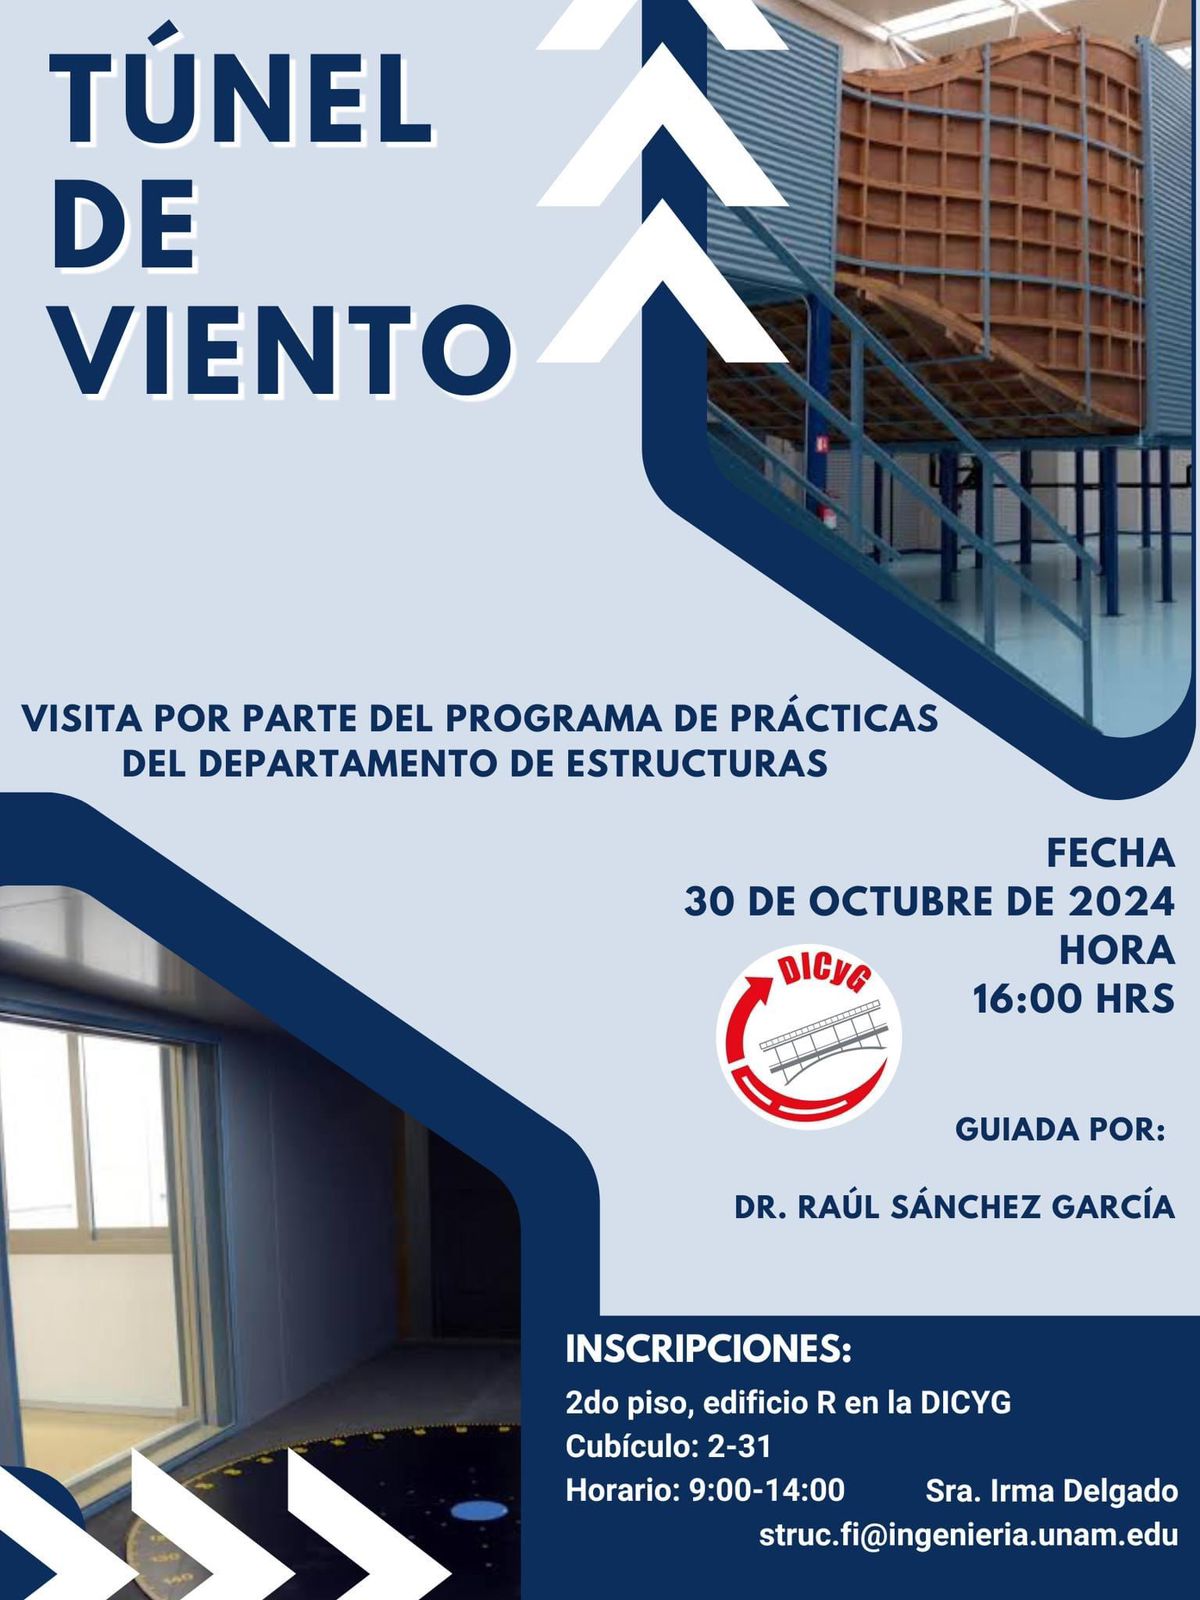 TÚNEL
DE
VIENTO
VISITA POR PARTE DEL PROGRAMA DE PRÁCTICAS
DEL DEPARTAMENTO DE ESTRUCTURAS
FECHA
30 DE OCTUBRE DE 2024
HORA
16:00 HRS
DICyG
GUIADA POR:
DR. RAÚL SÁNCHEZ GARCÍA
INSCRIPCIONES:
2do piso, edificio R en la DICYG
Cubículo: 2-31
Horario: 9:00-14:00 Sra. Irma Delgado
struc.fi@ingenieria.unam.edu